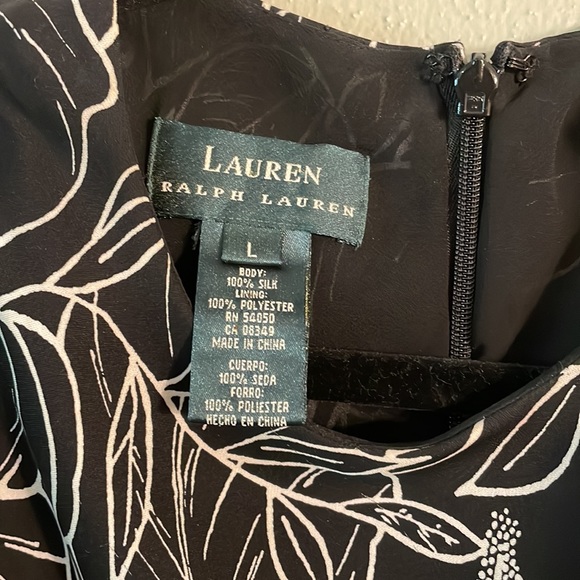 LAUREN
RALPH LAUREN
L
BODY:
100% SILK
LINING:
100% POLYESTER
RN 54050
CA 08349
MADE IN CHINA
CUERPO:
100% SEDA
FORRO:
100% POLIESTER
HECHO EN CHINA